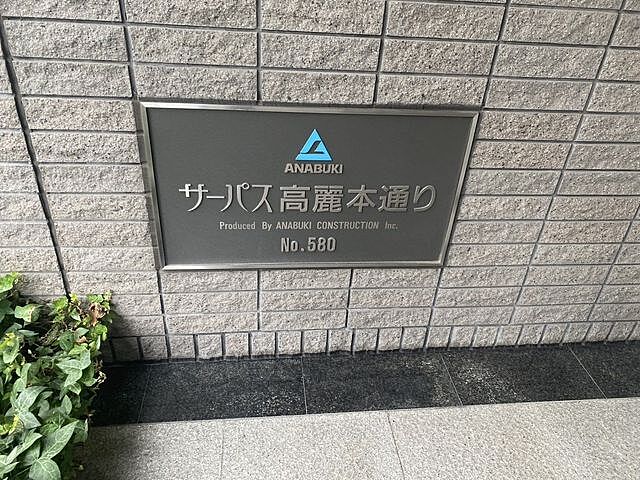 ANABUKI
サーパス高麗本通り
Produced By ANABUKI CONSTRUCTION Inc.
No.580